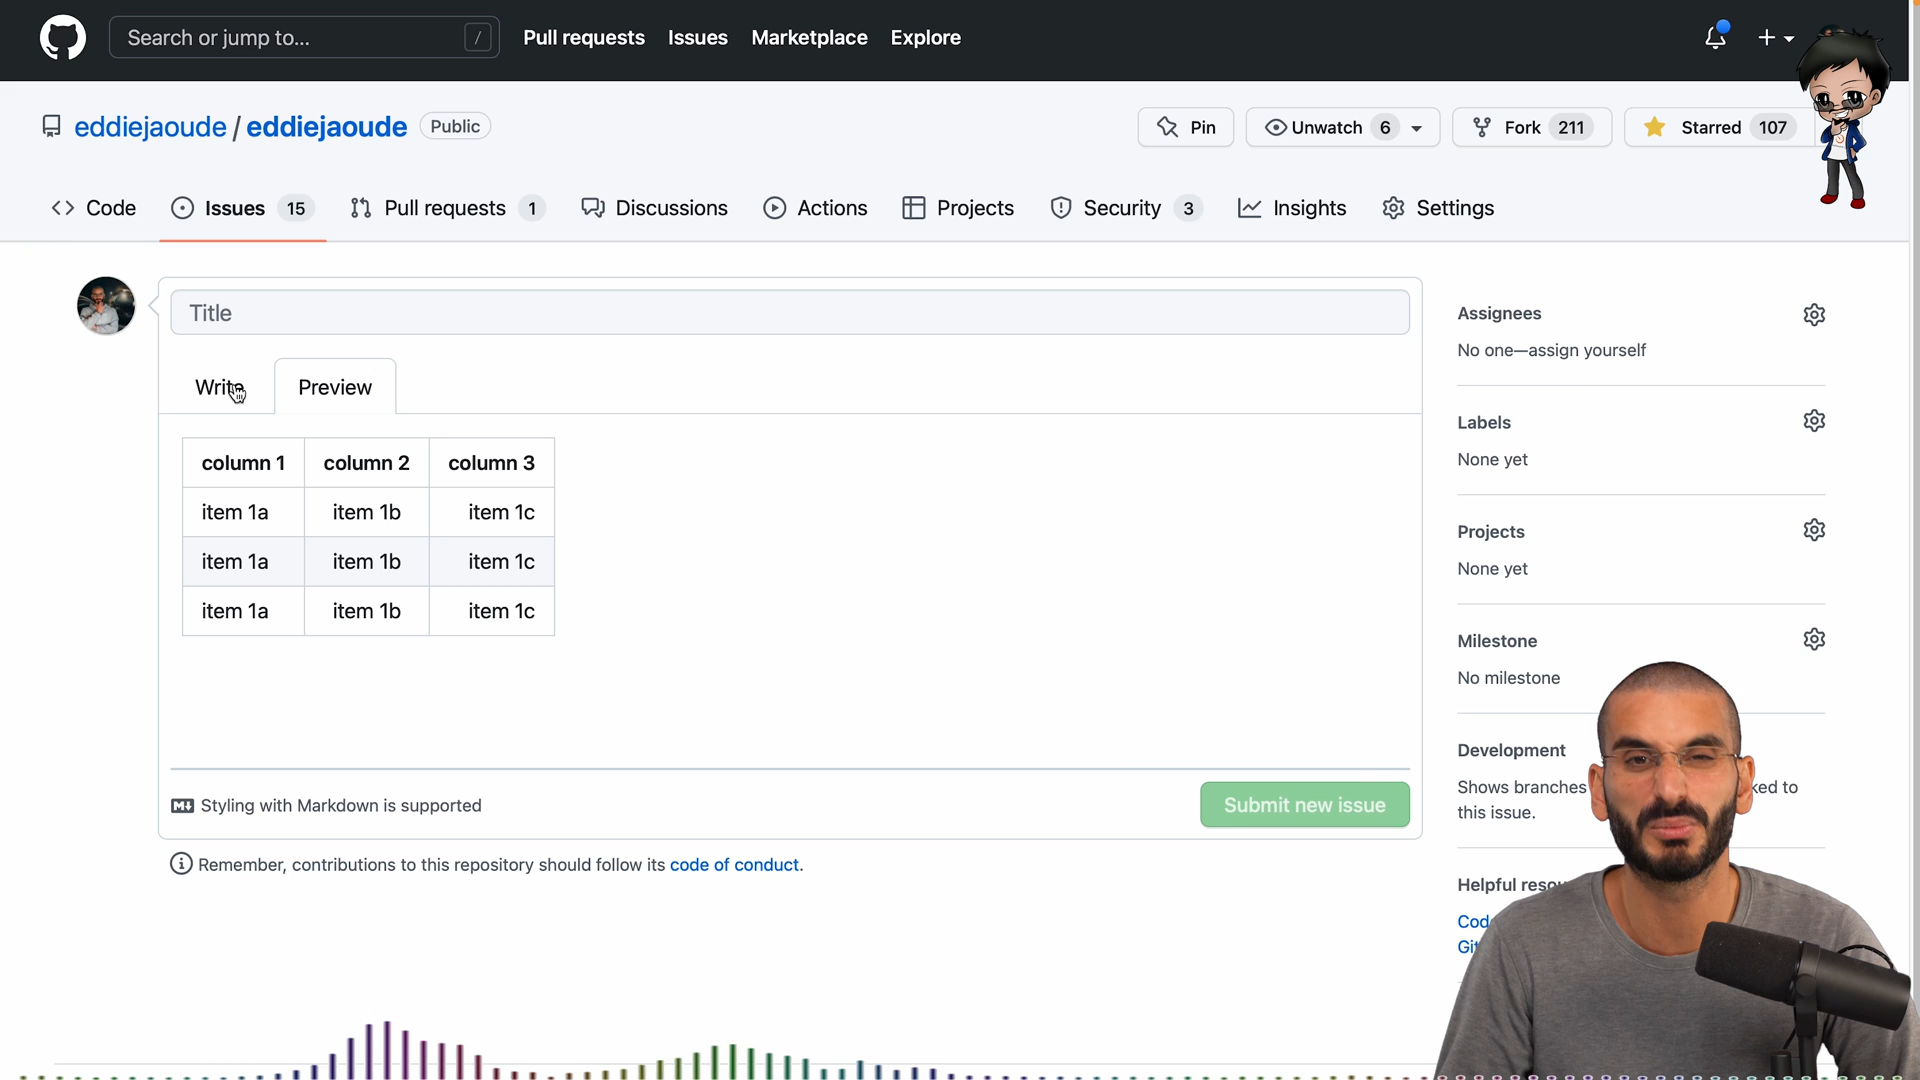 Search or jump to... / Pull requests Issues Marketplace Explore
eddiejaoude / eddiejaoude Public Pin Unwatch 6 Fork 211 Starred 107
Code Issues 15 Pull requests 1 Discussions Actions Projects Security 3 Insights Settings
Title
Write Preview
column 1 column 2 column 3
item 1a item 1b item 1c
item 1a item 1b item 1c
item 1a item 1b item 1c
Styling with Markdown is supported Submit new issue
Remember, contributions to this repository should follow its code of conduct.
Assignees
No one—assign yourself
Labels
None yet
Projects
None yet
Milestone
No milestone
Development
Shows branches
this issue.
Helpful